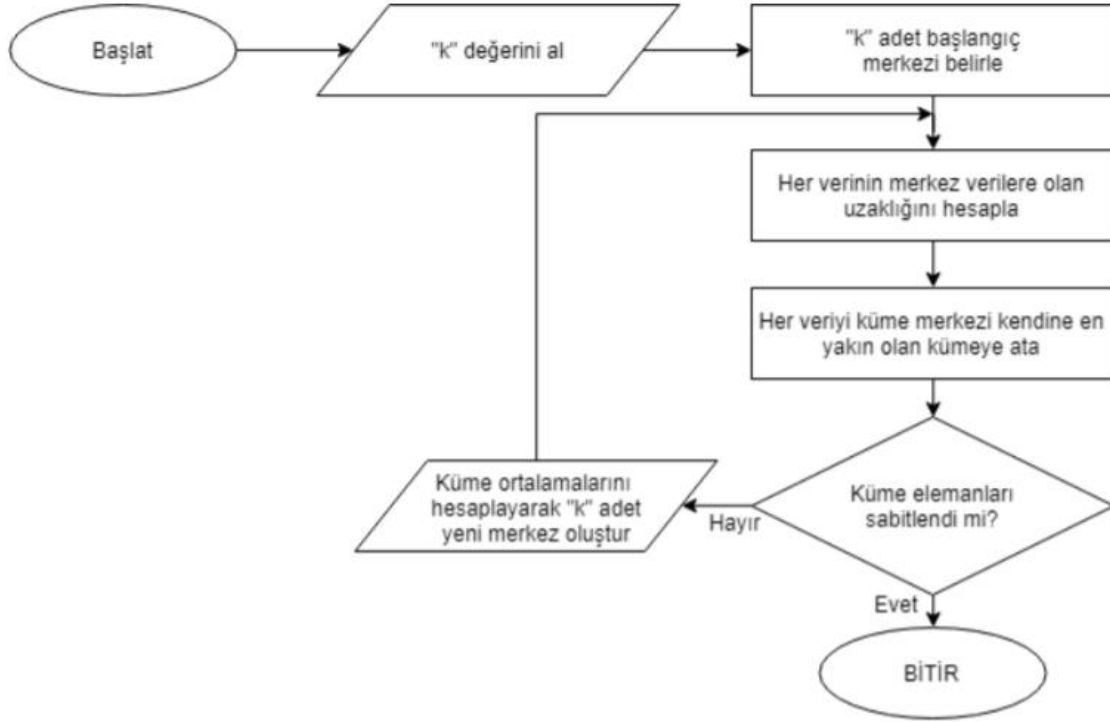 Başlat
"k" değerini al
"k" adet başlangıç
merkezi belirle
Her verinin merkez verilere olan
uzaklığını hesapla
Her veriyi küme merkezi kendine en
yakın olan kümeye ata
Küme elemanları
sabitlendi mi?
Hayır
Küme ortalamalarını
hesaplayarak "k" adet
yeni merkez oluştur
Evet
BİTİR